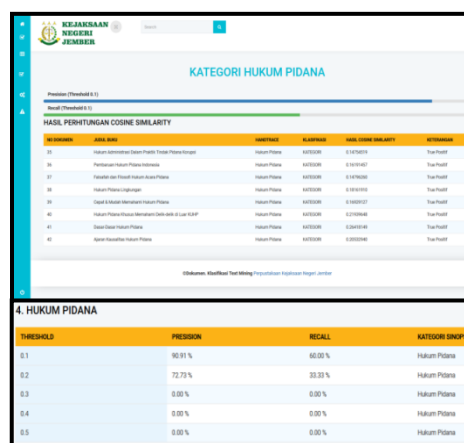 KEJAKSAAN
NEGERI
JEMBER
Search
KATEGORI HUKUM PIDANA
Precision (Threshold 0.1)
Recall (Threshold 0.1)
HASIL PERHITUNGAN COSINE SIMILARITY
NO DOKUMEN JUDUL BUKU HAMSTRACE KLASIFIKASI HASIL COSINE SIMILARITY KETERANGAN
35 Hukum Administrasi Dalam Praktik Tindak Pidana Korupsi Hukum Pidana KATEGORI True Positif
36 Pembaruan Hukum Pidana Indonesia Hukum Pidana KATEGORI True Positif
37 Falsafah dan Filosofi Hukum Acara Pidana Hukum Pidana KATEGORI True Positif
38 Hukum Pidana Lingkungan Hukum Pidana KATEGORI True Positif
39 Cepat & Mudah Memahami Hukum Pidana Hukum Pidana KATEGORI True Positif
40 Hukum Pidana Khusus Memahami Delik-delik di Luar KUHP Hukum Pidana KATEGORI True Positif
41 Dasar-Dasar Hukum Pidana Hukum Pidana KATEGORI True Positif
42 Ajaran Kausalitas Hukum Pidana Hukum Pidana KATEGORI True Positif
©Dokumen. Klasifikasi Text Mining Perpustakaan Kejaksaan Negeri Jember
4. HUKUM PIDANA
THRESHOLD PRESISION RECALL KATEGORI SINOPS
0.1 90.91 % 60.00 % Hukum Pidana
0.2 72.73 % 33.33 % Hukum Pidana
0.3 0.00 % 0.00 % Hukum Pidana
0.4 0.00 % 0.00 % Hukum Pidana
0.5 0.00 % 0.00 % Hukum Pidana